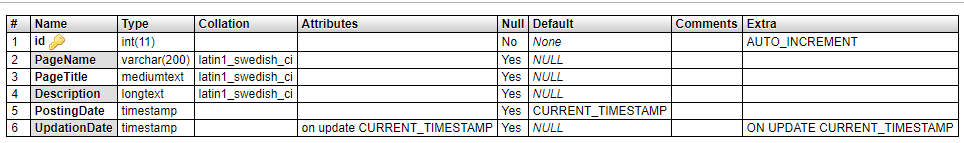 # Name Type Collation Attributes Null Default Comments Extra
1 id int(11) No None AUTO_INCREMENT
2 PageName varchar(200) latin1_swedish_ci Yes NULL
3 PageTitle mediumtext latin1_swedish_ci Yes NULL
4 Description longtext latin1_swedish_ci Yes NULL
5 PostingDate timestamp Yes CURRENT_TIMESTAMP
6 UpdationDate timestamp on update CURRENT_TIMESTAMP Yes NULL ON UPDATE CURRENT_TIMESTAMP